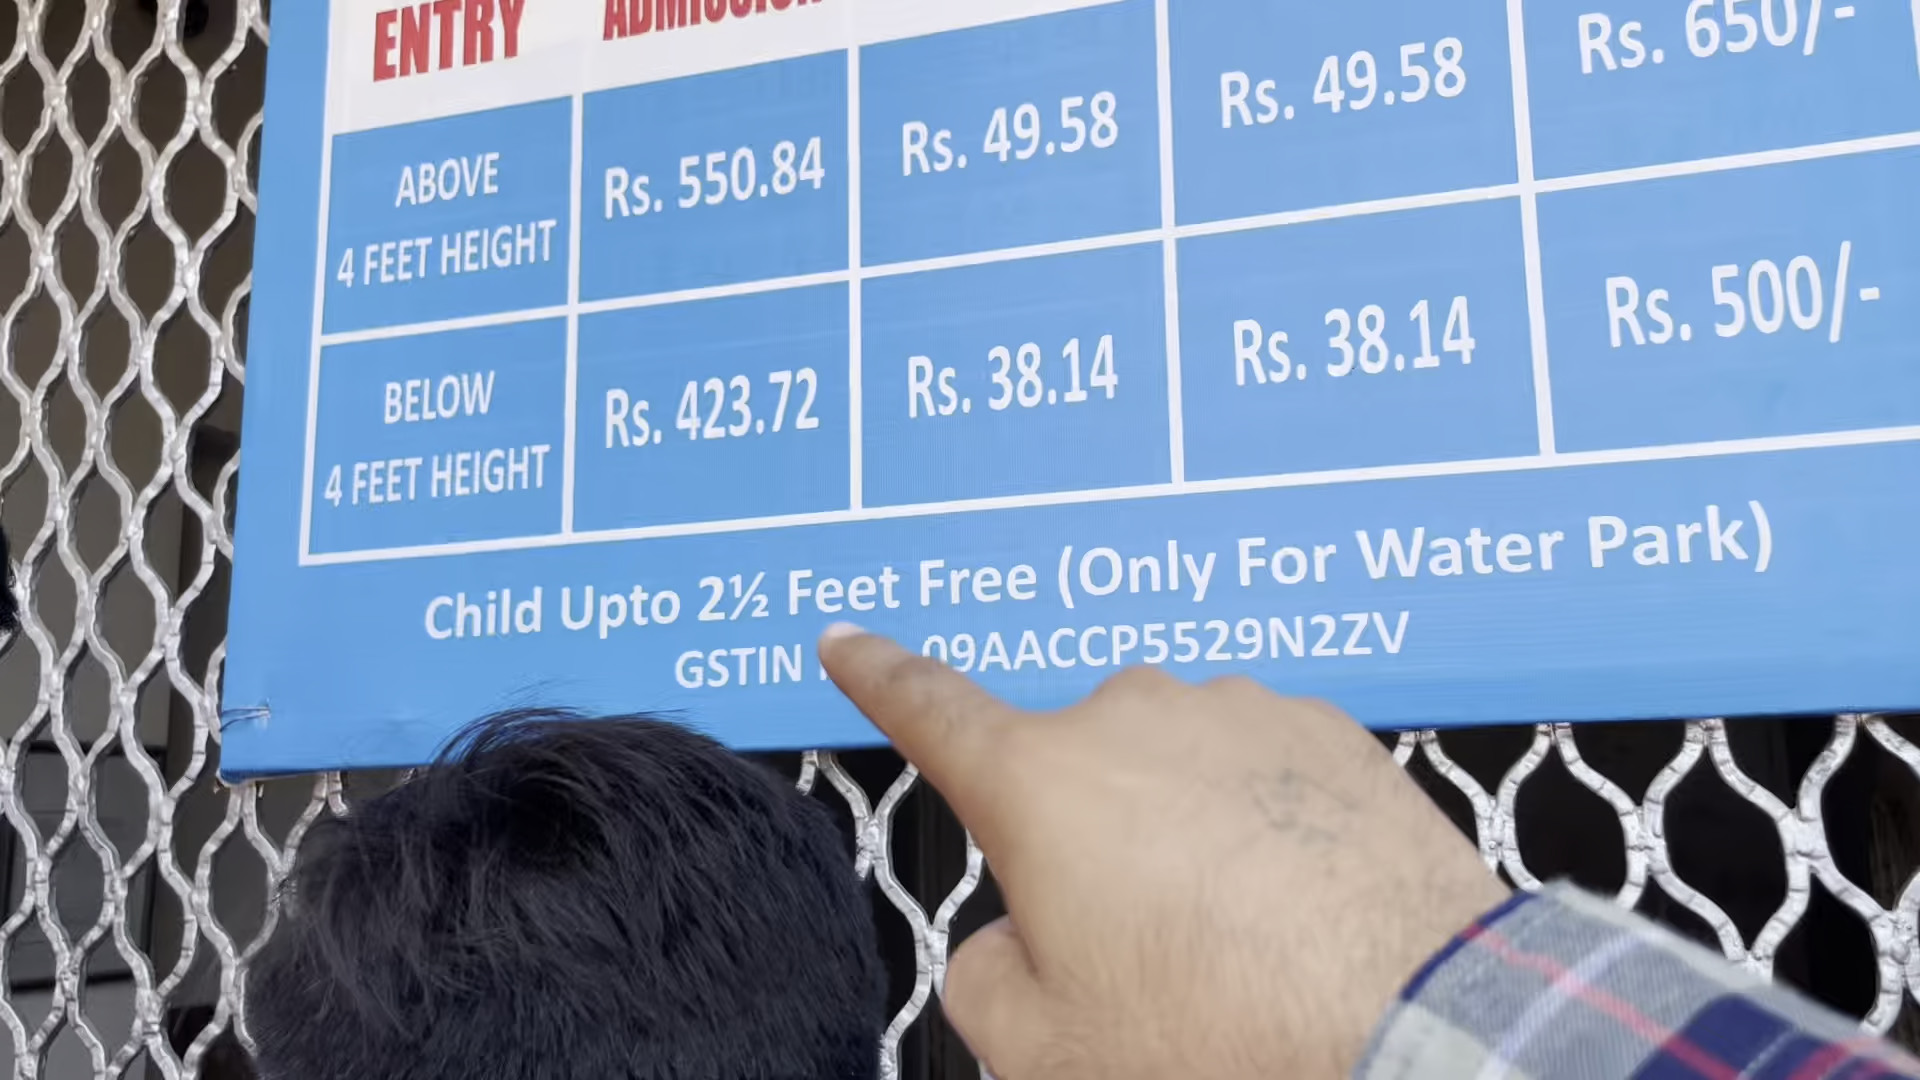 ENTRY ADMISSION
ABOVE
4 FEET HEIGHT
Rs. 550.84 Rs. 49.58 Rs. 49.58 Rs. 650/-
BELOW
4 FEET HEIGHT
Rs. 423.72 Rs. 38.14 Rs. 38.14 Rs. 500/-
Child Upto 2½ Feet Free (Only For Water Park)
GSTIN 09AACCP5529N2ZV